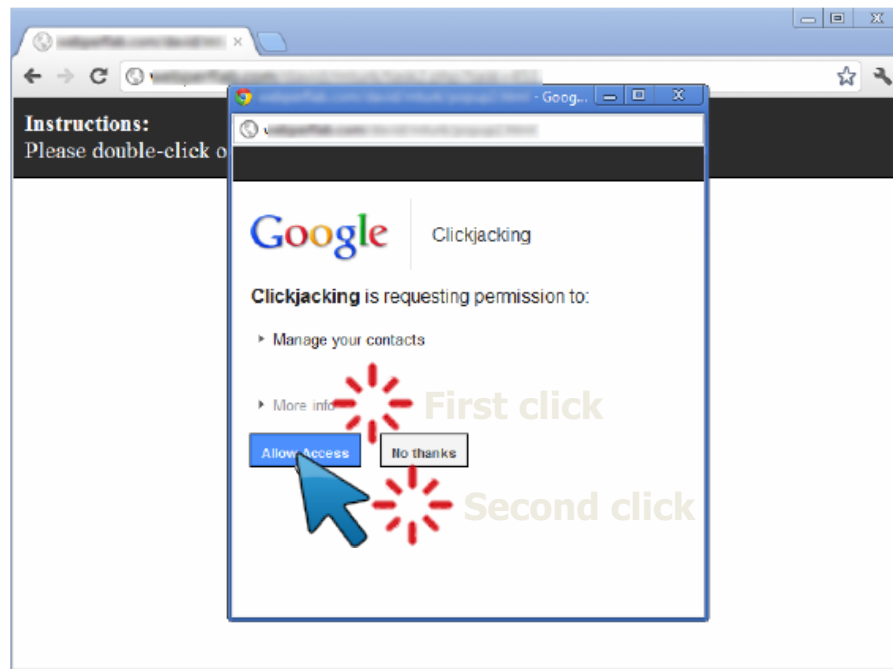 Instructions:
Please double-click o
- Goog...
Google
Clickjacking
Clickjacking is requesting permission to:
Manage your contacts
More info
First click
Allow Access
No thanks
Second click